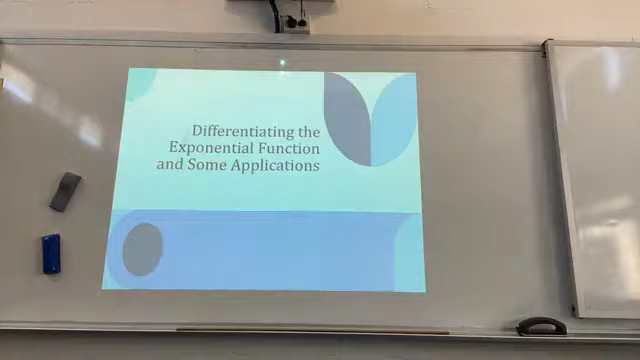 Differentiating the
Exponential Function
and Some Applications